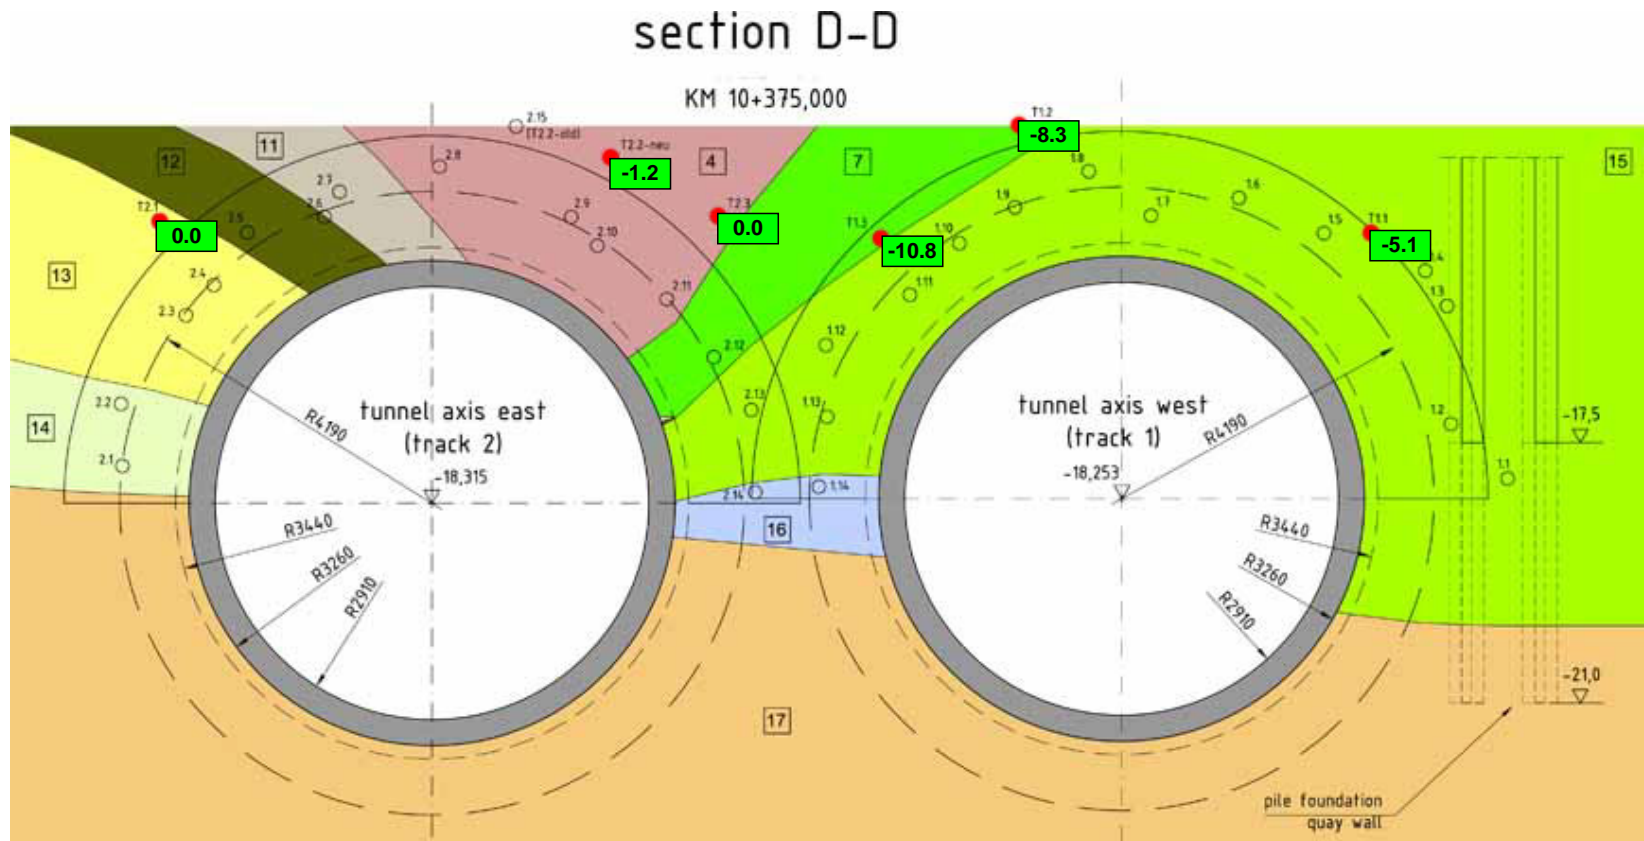 section D-D
KM 10+375,000
2.15
(T2.2-old)
T1.2
-8.3
11
12
T2.2-neu
-1.2
4
7
15
2.8
1.8
2.7
2.6
T2.1
0.0
2.5
2.9
2.10
T2.3
0.0
T1.3
-10.8
1.10
1.9
1.7
1.6
1.5
T1.1
-5.1
1.4
13
2.4
2.3
2.11
1.11
1.3
2.12
1.12
14
2.2
2.1
R4190
tunnel axis east
(track 2)
-18,315
2.13
1.13
tunnel axis west
(track 1)
-18,253
R4190
1.2
-17,5
1.1
2.14
1.14
16
R3440
R3260
R2910
R3440
R3260
R2910
17
-21,0
pile foundation
quay wall